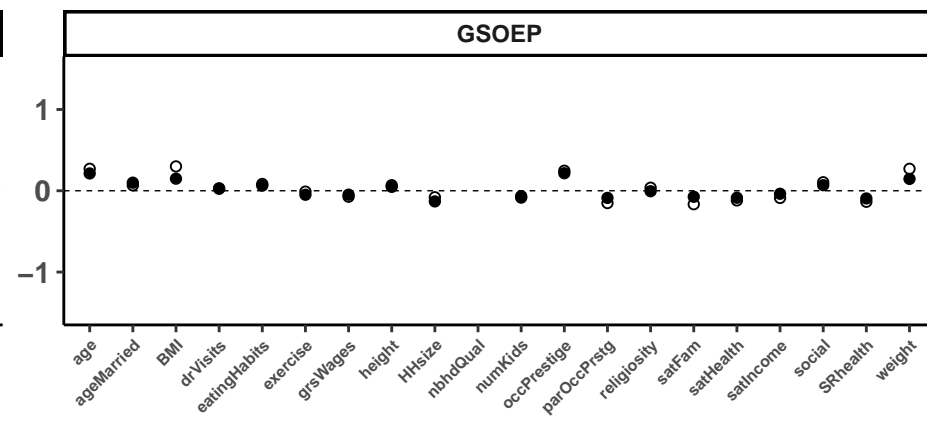 GSOEP
1
0
−1
age
ageMarried
BMI
drVisits
eatingHabits
exercise
grsWages
height
HHsize
nbhdQual
numKids
occPrestige
parOccPrstg
religiosity
satFam
satHealth
satIncome
social
SRhealth
weight